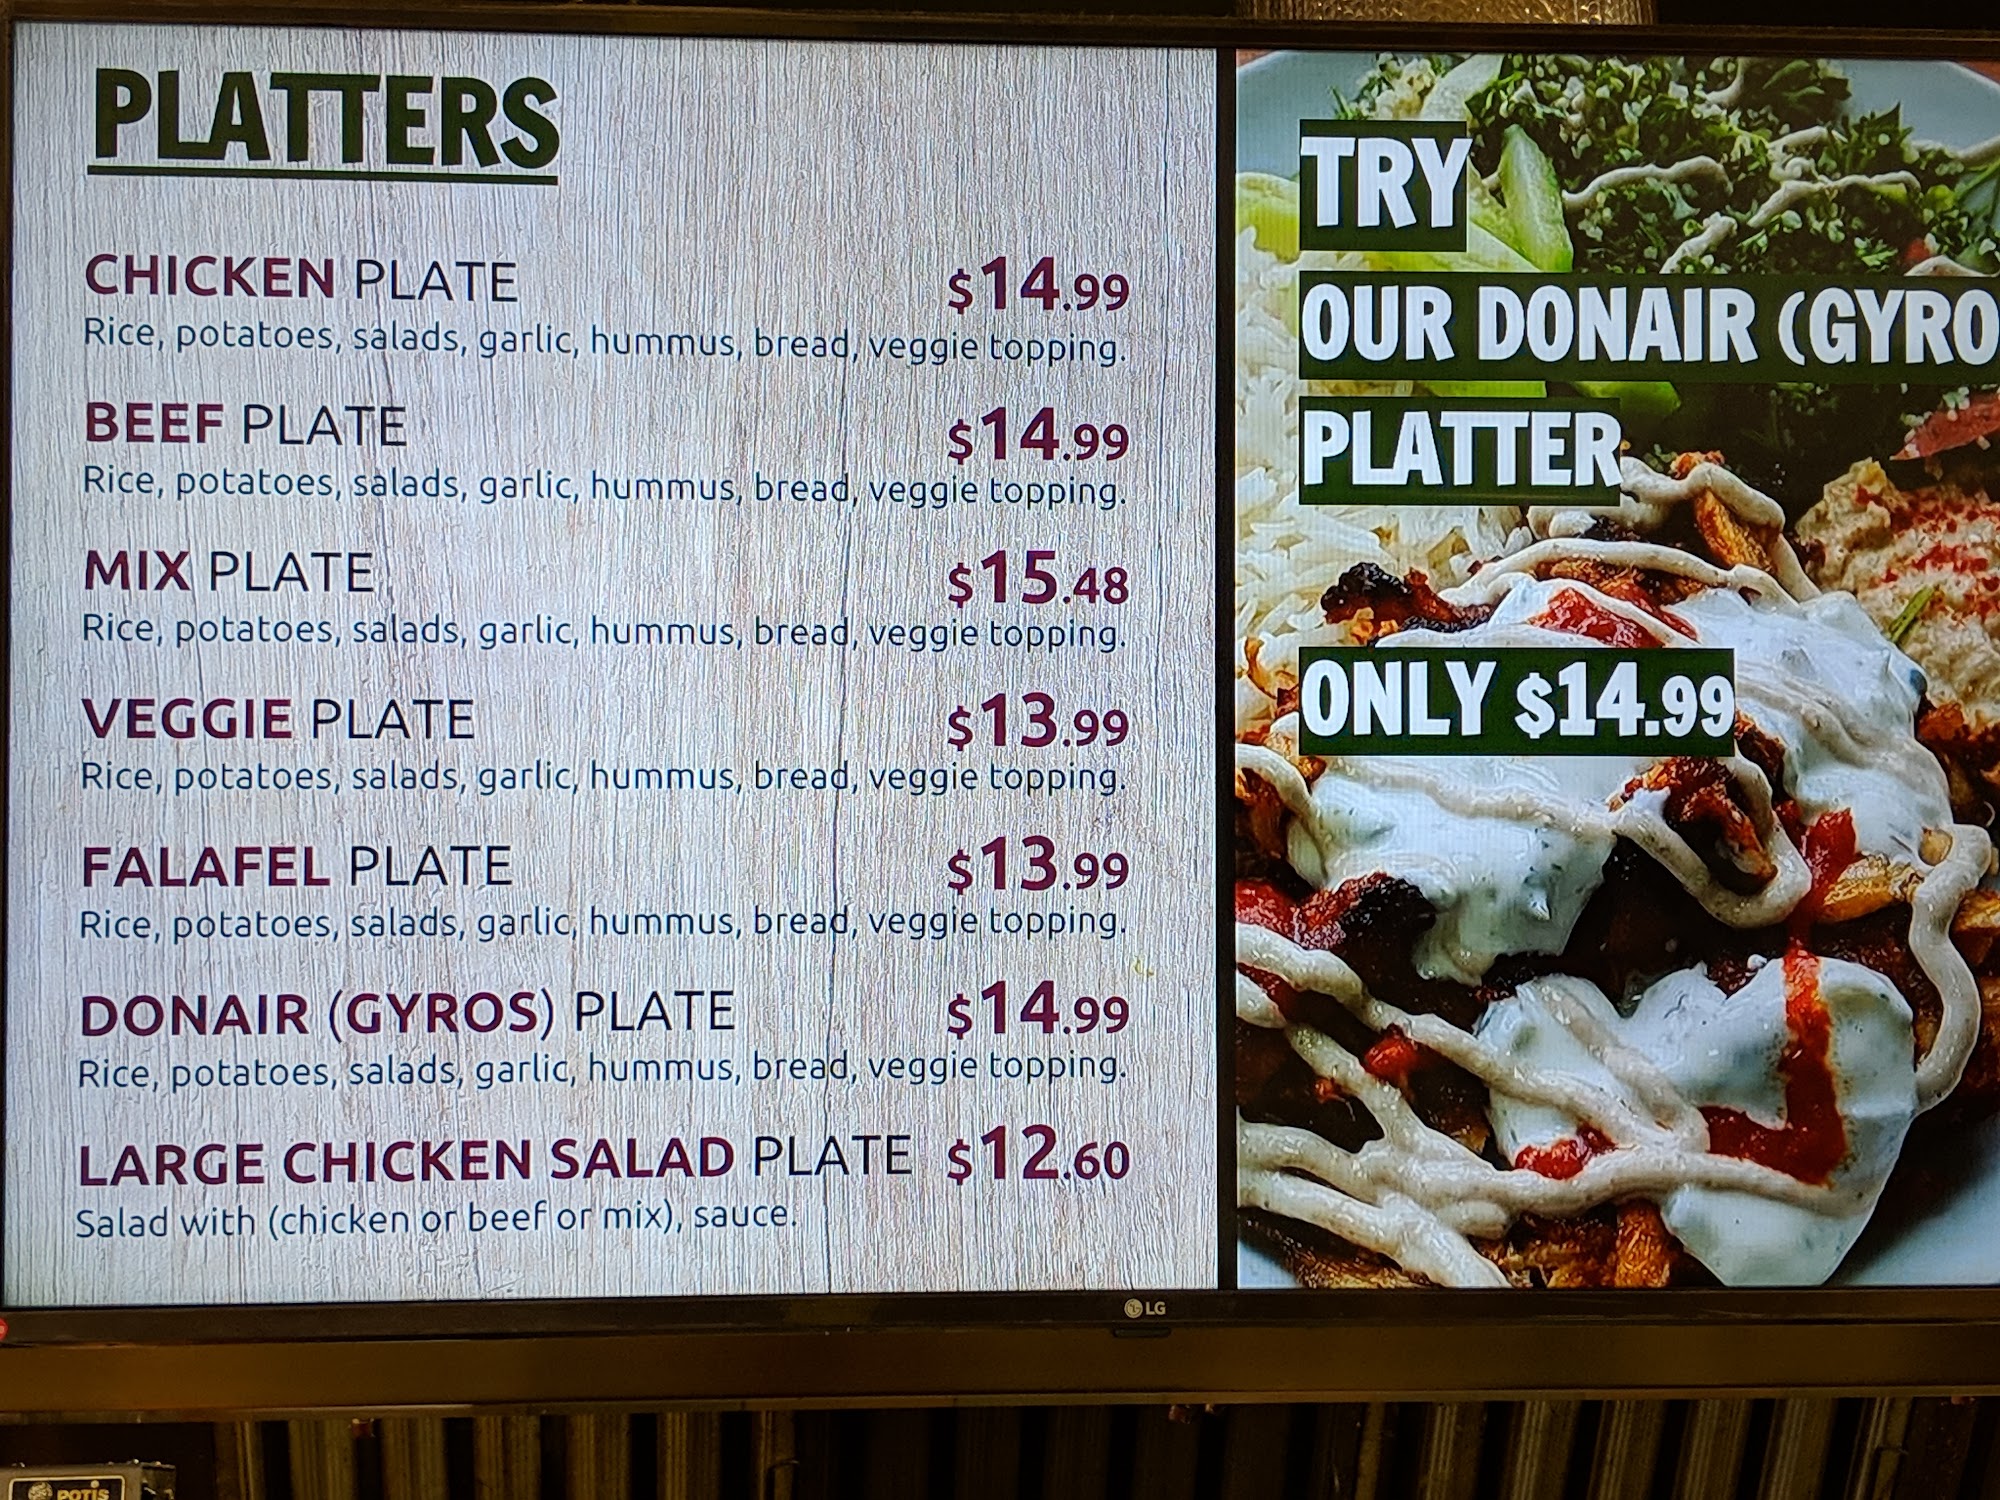 PLATTERS
CHICKEN PLATE $14.99
Rice, potatoes, salads, garlic, hummus, bread, veggie topping.
BEEF PLATE $14.99
Rice, potatoes, salads, garlic, hummus, bread, veggie topping.
MIX PLATE $15.48
Rice, potatoes, salads, garlic, hummus, bread, veggie topping.
VEGGIE PLATE $13.99
Rice, potatoes, salads, garlic, hummus, bread, veggie topping.
FALAFEL PLATE $13.99
Rice, potatoes, salads, garlic, hummus, bread, veggie topping.
DONAIR (GYROS) PLATE $14.99
Rice, potatoes, salads, garlic, hummus, bread, veggie topping.
LARGE CHICKEN SALAD PLATE $12.60
Salad with (chicken or beef or mix), sauce.
TRY
OUR DONAIR (GYRO
PLATTER
ONLY $14.99
LG
POTIS